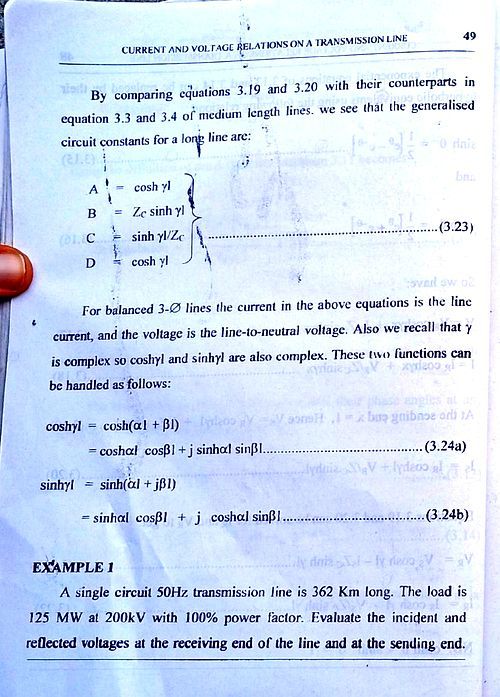 CURRENT AND VOLTAGE RELATIONS ON A TRANSMISSION LINE 49
By comparing equations 3.19 and 3.20 with their counterparts in
equation 3.3 and 3.4 of medium length lines. we see that the generalised
circuit constants for a long line are:
A = cosh γl
B = Zc sinh γl
C = sinh γl/Zc
..........(3.23)
D = cosh γl
For balanced 3-Ø lines the current in the above equations is the line
current, and the voltage is the line-to-neutral voltage. Also we recall that γ
is complex so coshγl and sinhγl are also complex. These two functions can
be handled as follows:
coshγl = cosh(αl + βl)
= coshαl cosβl + j sinhαl sinβl..........(3.24a)
sinhγl = sinh(αl + jβl)
= sinhαl cosβl + j coshαl sinβl..........(3.24b)
EXAMPLE 1
A single circuit 50Hz transmission line is 362 Km long. The load is
125 MW at 200kV with 100% power factor. Evaluate the incident and
reflected voltages at the receiving end of the line and at the sending end.